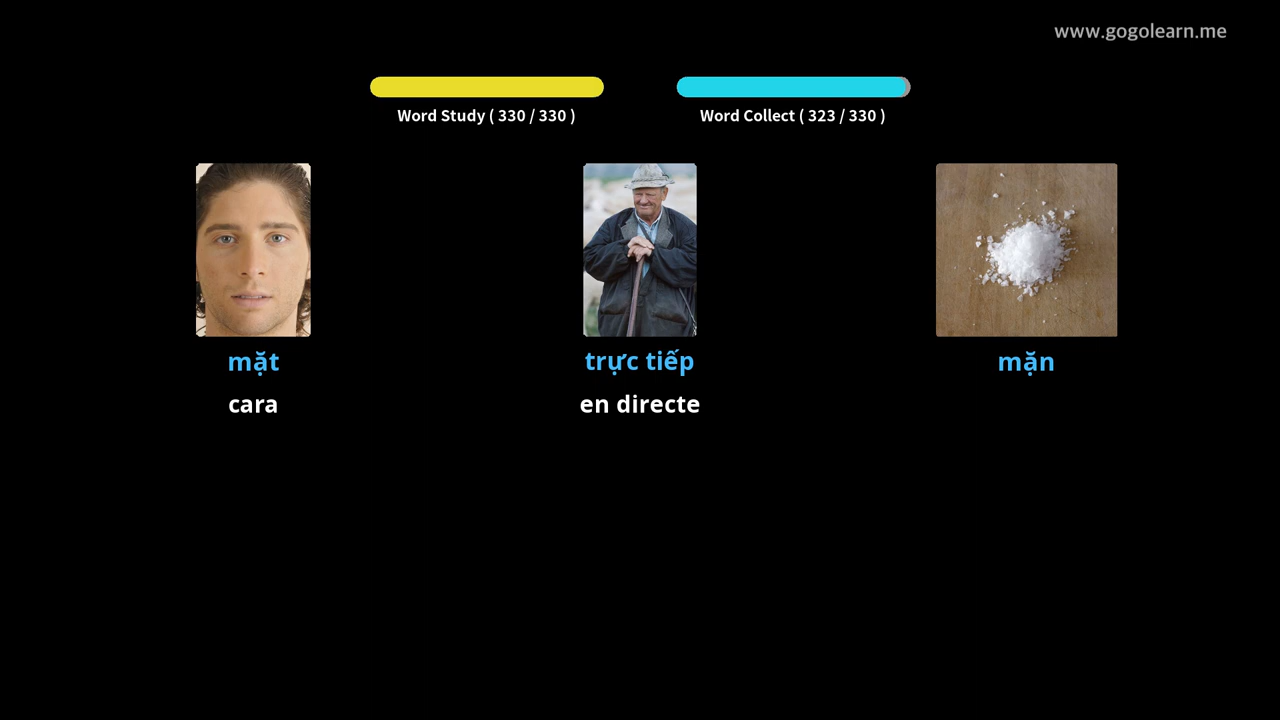 www.gogolearn.me
Word Study ( 330 / 330 )
Word Collect ( 323 / 330 )
mặt
trực tiếp
mặn
cara
en directe